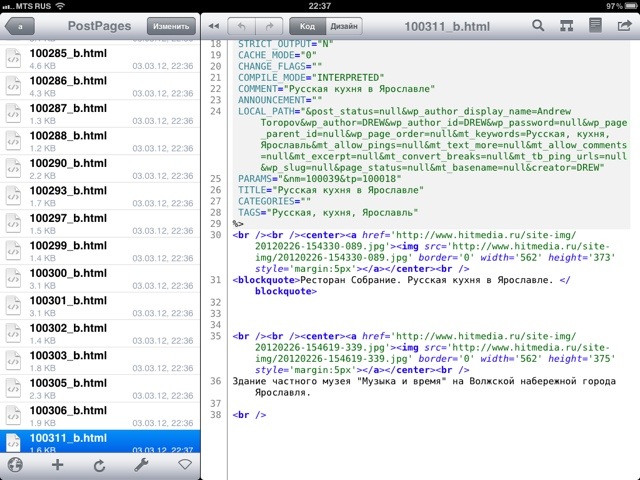 MTS RUS 22:37 97%
a PostPages Изменить
100285_b.html
4.6 KB 03.03.12, 22:36
100286_b.html
4.3 KB 03.03.12, 22:36
100287_b.html
1.3 KB 03.03.12, 22:36
100288_b.html
1.2 KB 03.03.12, 22:36
100290_b.html
2.2 KB 03.03.12, 22:36
100293_b.html
1.7 KB 03.03.12, 22:36
100297_b.html
1.5 KB 03.03.12, 22:36
100299_b.html
1.4 KB 03.03.12, 22:36
100300_b.html
3.1 KB 03.03.12, 22:36
100301_b.html
3.1 KB 03.03.12, 22:36
100302_b.html
1.4 KB 03.03.12, 22:36
100303_b.html
1.8 KB 03.03.12, 22:36
100305_b.html
2.3 KB 03.03.12, 22:36
100306_b.html
1.9 KB 03.03.12, 22:36
100311_b.html
1.6 KB 03.03.12, 22:37
Код Дизайн 100311_b.html
18 STRICT_OUTPUT="N"
19 CACHE_MODE="0"
20 CHANGE_FLAGS=""
21 COMPILE_MODE="INTERPRETED"
22 COMMENT="Русская кухня в Ярославле"
23 ANNOUNCEMENT=""
24 LOCAL_PATH="&post_status=null&wp_author_display_name=Andrew
Toropov&wp_author=DREW&wp_author_id=DREW&wp_password=null&wp_page
_parent_id=null&wp_page_order=null&mt_keywords=Русская, кухня,
Ярославль&mt_allow_pings=null&mt_text_more=null&mt_allow_comments
=null&mt_excerpt=null&mt_convert_breaks=null&mt_tb_ping_urls=null
&wp_slug=null&page_status=null&mt_basename=null&creator=DREW"
25 PARAMS="&nm=100039&tp=100018"
26 TITLE="Русская кухня в Ярославле"
27 CATEGORIES=""
28 TAGS="Русская, кухня, Ярославль"
29 %>
30 <br /><br /><center><a href='http://www.hitmedia.ru/site-img/
20120226-154330-089.jpg'><img src='http://www.hitmedia.ru/site-
img/20120226-154330-089.jpg' border='0' width='562' height='373'
style='margin:5px'></a></center><br />
31 <blockquote>Ресторан Собрание. Русская кухня в Ярославле. </
blockquote>
32
33
34
35 <br /><br /><center><a href='http://www.hitmedia.ru/site-img/
20120226-154619-339.jpg'><img src='http://www.hitmedia.ru/site-
img/20120226-154619-339.jpg' border='0' width='562' height='375'
style='margin:5px'></a></center><br />
36 Здание частного музея "Музыка и время" на Волжской набережной города
Ярославля.
37
38 <br />